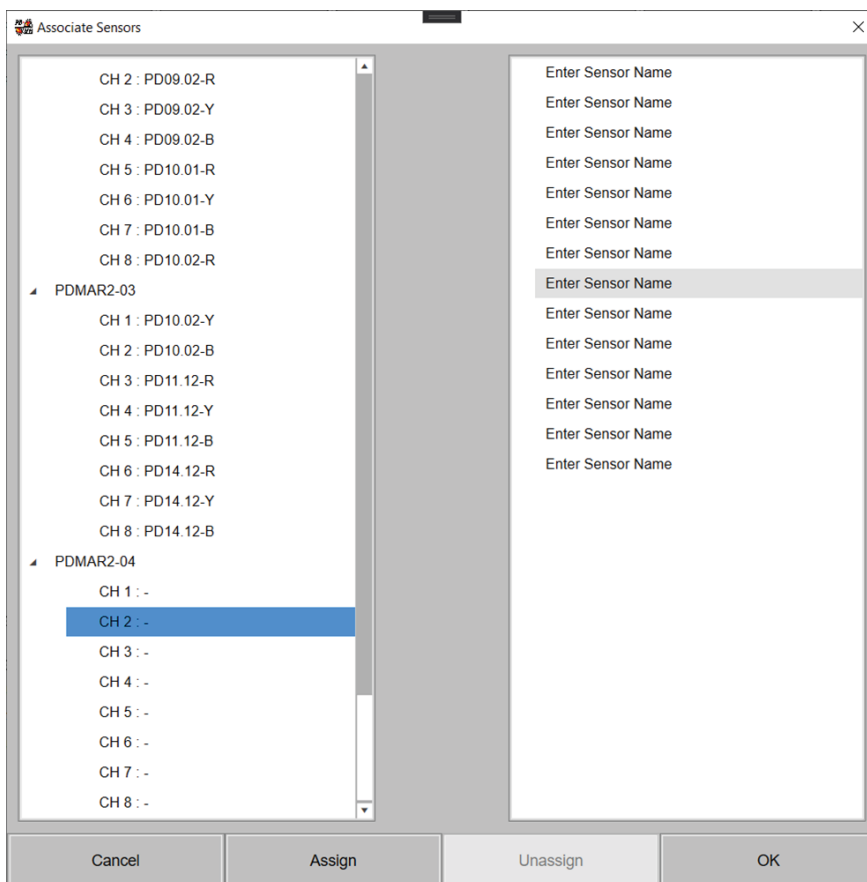 Associate Sensors
CH 2 : PD09.02-R
CH 3 : PD09.02-Y
CH 4 : PD09.02-B
CH 5 : PD10.01-R
CH 6 : PD10.01-Y
CH 7 : PD10.01-B
CH 8 : PD10.02-R
PDMAR2-03
CH 1 : PD10.02-Y
CH 2 : PD10.02-B
CH 3 : PD11.12-R
CH 4 : PD11.12-Y
CH 5 : PD11.12-B
CH 6 : PD14.12-R
CH 7 : PD14.12-Y
CH 8 : PD14.12-B
PDMAR2-04
CH 1 : -
CH 2 : -
CH 3 : -
CH 4 : -
CH 5 : -
CH 6 : -
CH 7 : -
CH 8 : -
Enter Sensor Name
Enter Sensor Name
Enter Sensor Name
Enter Sensor Name
Enter Sensor Name
Enter Sensor Name
Enter Sensor Name
Enter Sensor Name
Enter Sensor Name
Enter Sensor Name
Enter Sensor Name
Enter Sensor Name
Enter Sensor Name
Enter Sensor Name
Cancel
Assign
Unassign
OK